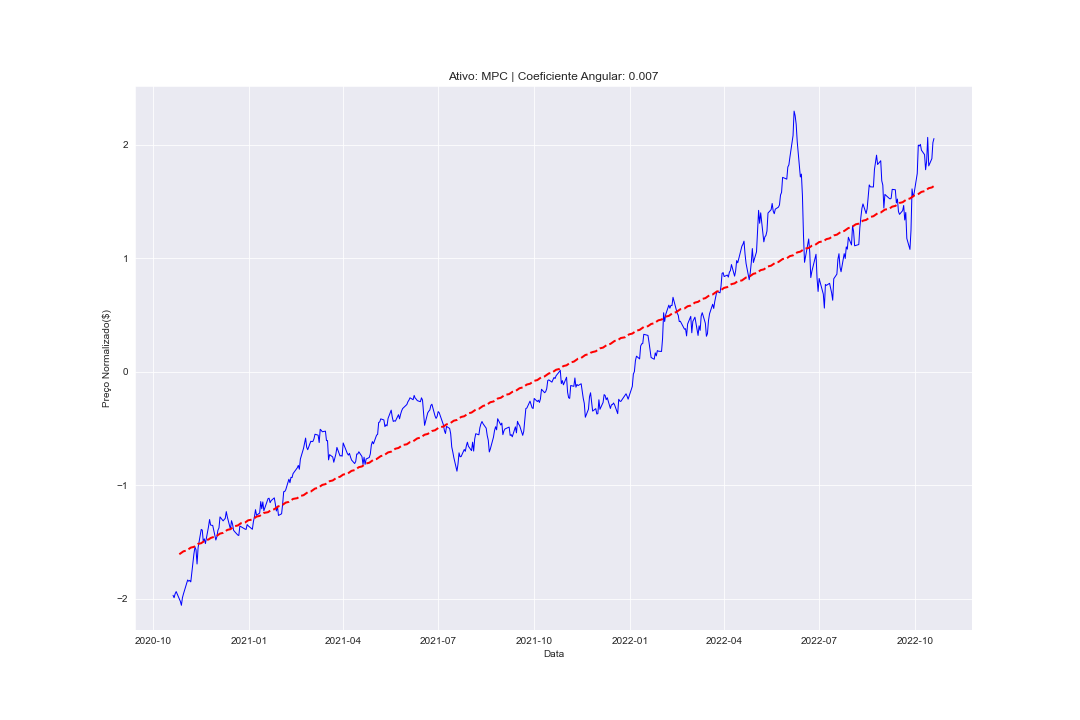 Ativo: MPC | Coeficiente Angular: 0.007
Preço Normalizado($)
2
1
0
−1
−2
2020-10 2021-01 2021-04 2021-07 2021-10 2022-01 2022-04 2022-07 2022-10
Data